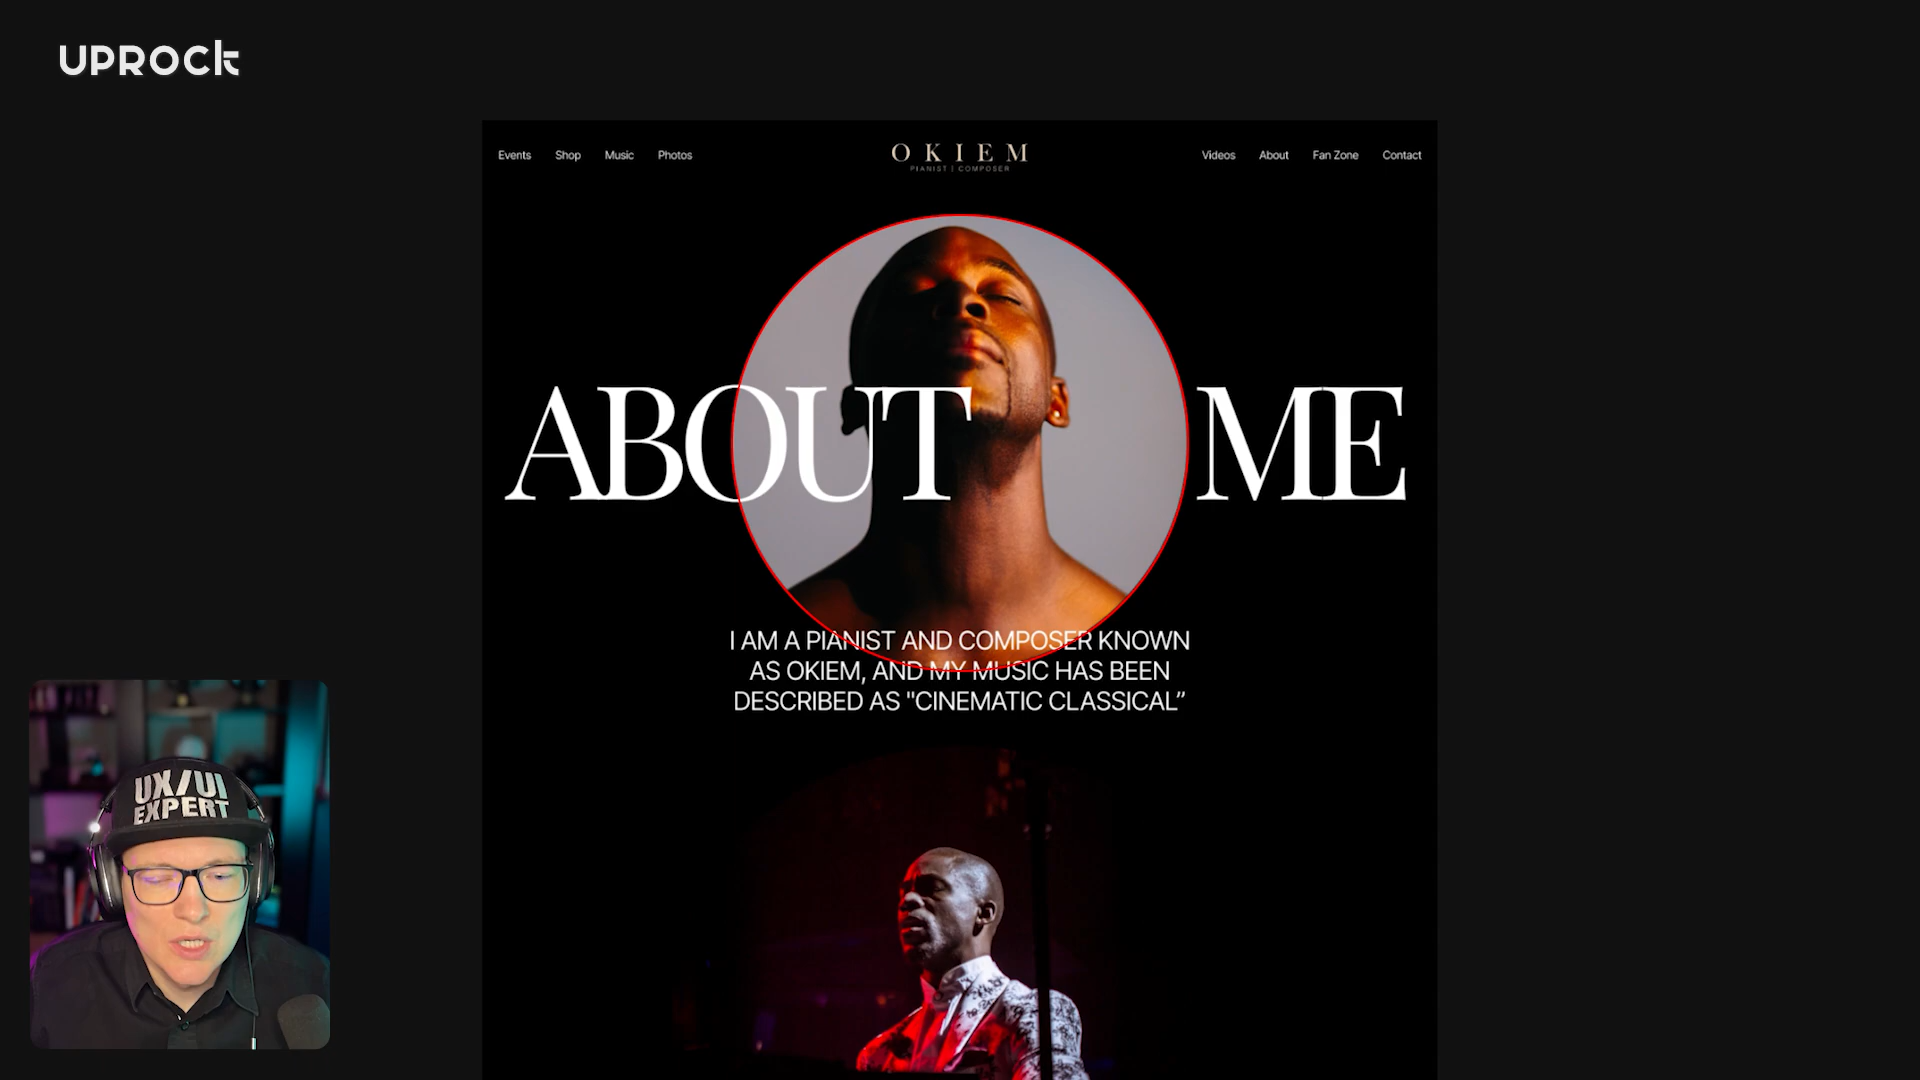 UPROCK
Events Shop Music Photos
OKIEM
PIANIST | COMPOSER
Videos About Fan Zone Contact
ABOUT ME
I AM A PIANIST AND COMPOSER KNOWN
AS OKIEM, AND MY MUSIC HAS BEEN
DESCRIBED AS "CINEMATIC CLASSICAL”
UX/UI
EXPERT